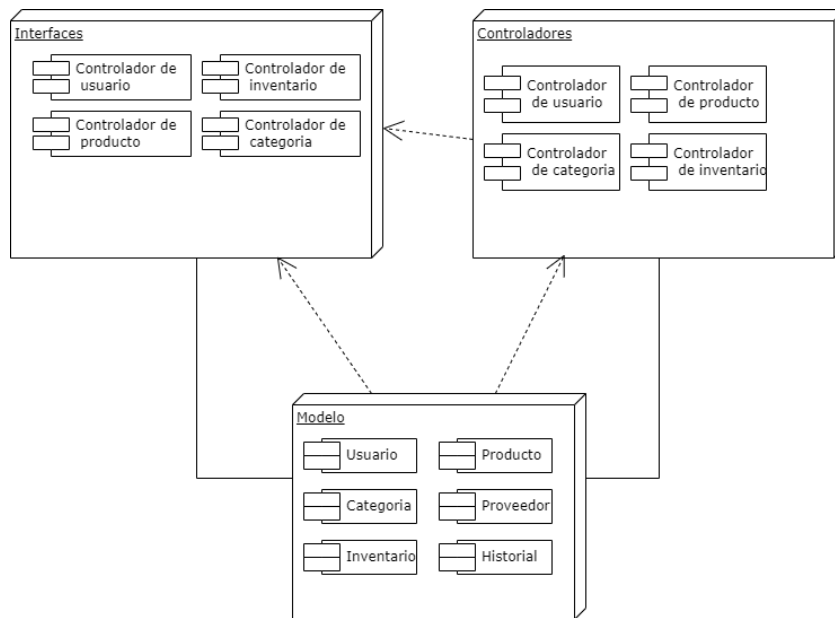 Interfaces
Controlador de
usuario
Controlador de
inventario
Controlador de
producto
Controlador de
categoria
Controladores
Controlador
de usuario
Controlador
de producto
Controlador
de categoria
Controlador
de inventario
Modelo
Usuario
Producto
Categoria
Proveedor
Inventario
Historial